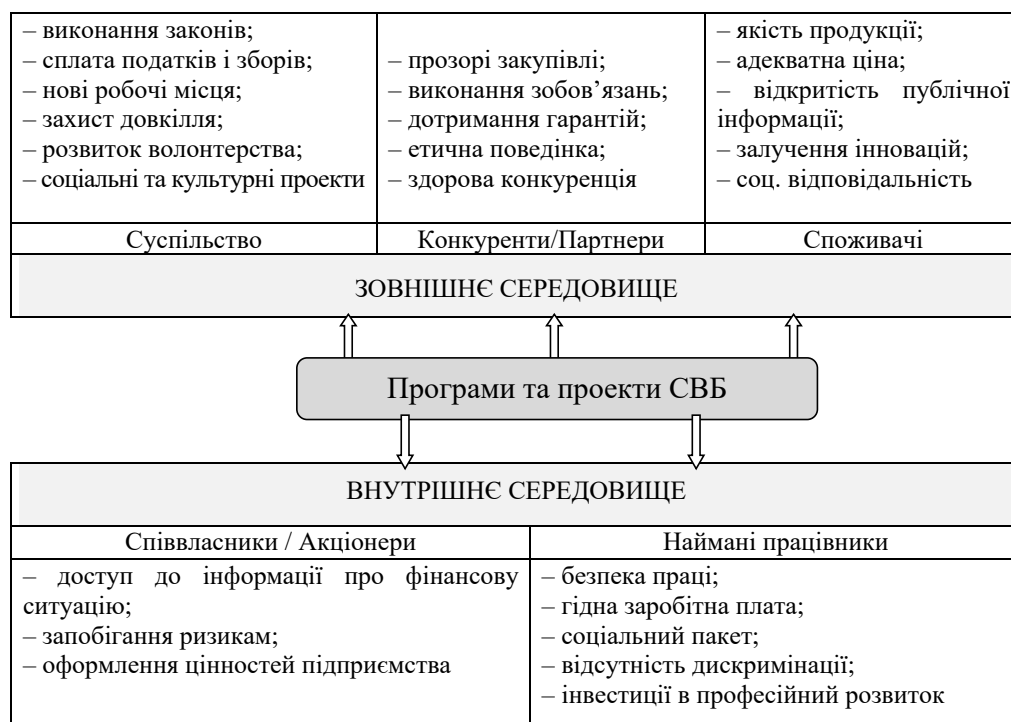 – виконання законів;
– сплата податків і зборів;
– нові робочі місця;
– захист довкілля;
– розвиток волонтерства;
– соціальні та культурні проекти
– прозорі закупівлі;
– виконання зобов’язань;
– дотримання гарантій;
– етична поведінка;
– здорова конкуренція
– якість продукції;
– адекватна ціна;
– відкритість публічної
інформації;
– залучення інновацій;
– соц. відповідальність
Суспільство
Конкуренти/Партнери
Споживачі
ЗОВНІШНЄ СЕРЕДОВИЩЕ
Програми та проекти СВБ
ВНУТРІШНЄ СЕРЕДОВИЩЕ
Співвласники / Акціонери
Наймані працівники
– доступ до інформації про фінансову
ситуацію;
– запобігання ризикам;
– оформлення цінностей підприємства
– безпека праці;
– гідна заробітна плата;
– соціальний пакет;
– відсутність дискримінації;
– інвестиції в професійний розвиток